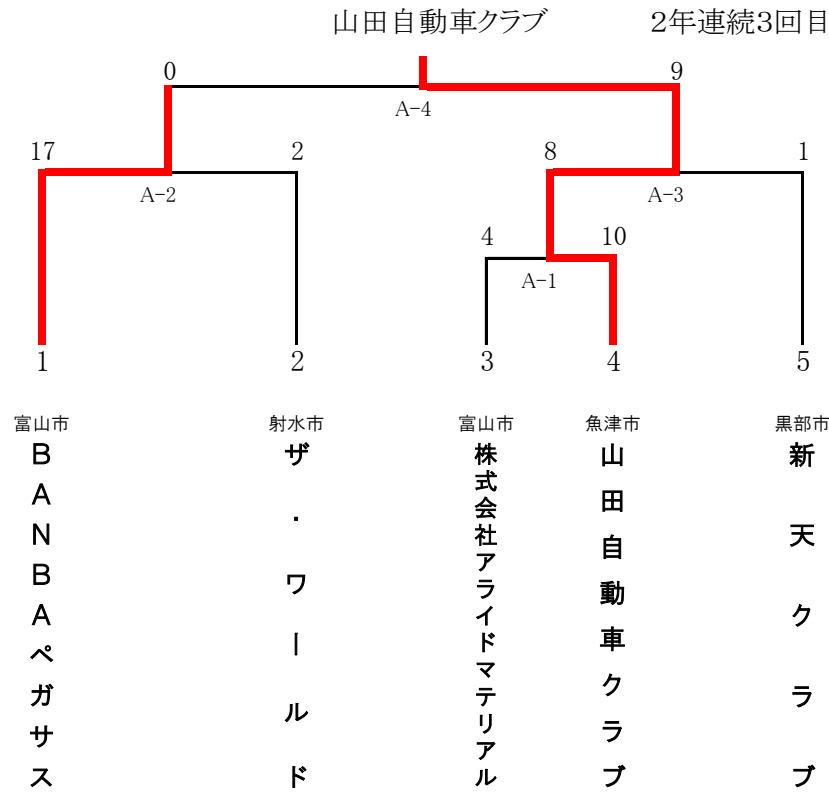 山田自動車クラブ 2年連続3回目
0 9
A-4
17 2 8 1
A-2 A-3
4 10
A-1
1 2 3 4 5
富山市 射水市 富山市 魚津市 黒部市
BANBAペガサス
ザ・ワールド
株式会社アライドマテリアル
山田自動車クラブ
新天クラブ